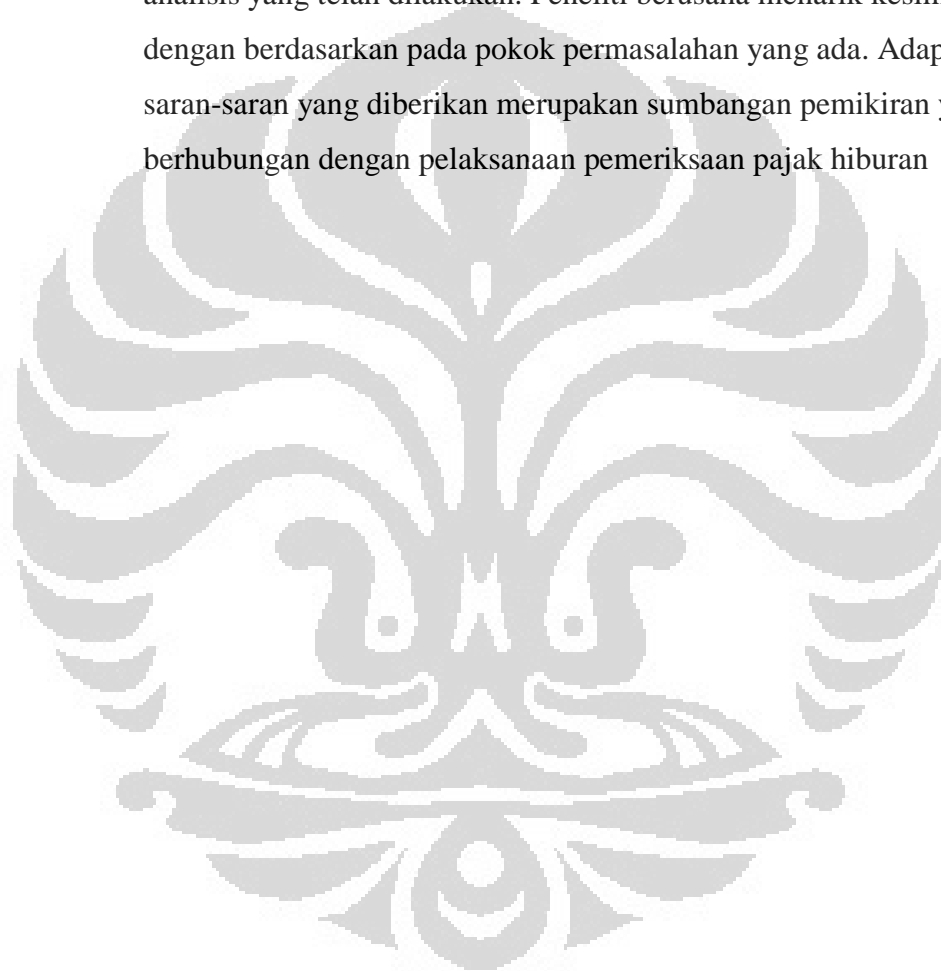 analisis yang telah dilakukan. Peneliti berusaha menarik
dengan berdasarkan pada pokok permasalahan yang ada.
saran-saran yang diberikan merupakan sumbangan pemikiran
berhubungan dengan pelaksanaan pemeriksaan pajak hiburan